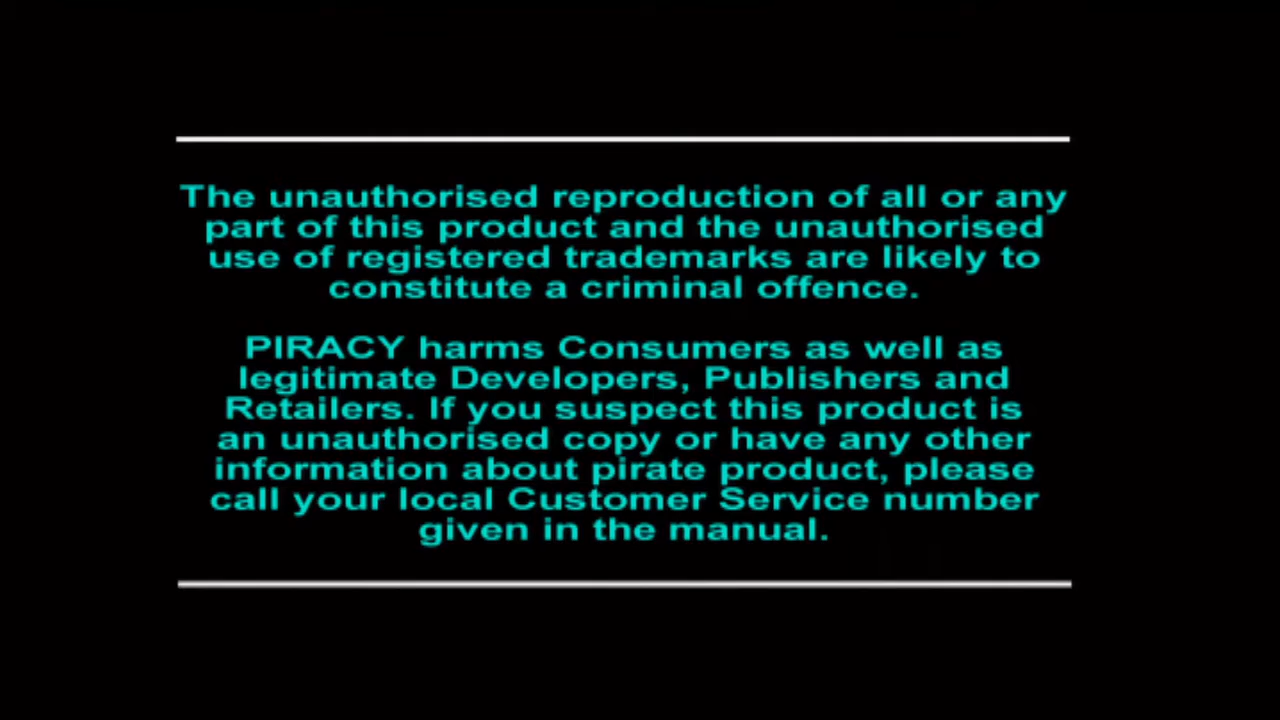 The unauthorised reproduction of all or any
part of this product and the unauthorised
use of registered trademarks are likely to
constitute a criminal offence.
PIRACY harms Consumers as well as
legitimate Developers, Publishers and
Retailers. If you suspect this product is
an unauthorised copy or have any other
information about pirate product, please
call your local Customer Service number
given in the manual.